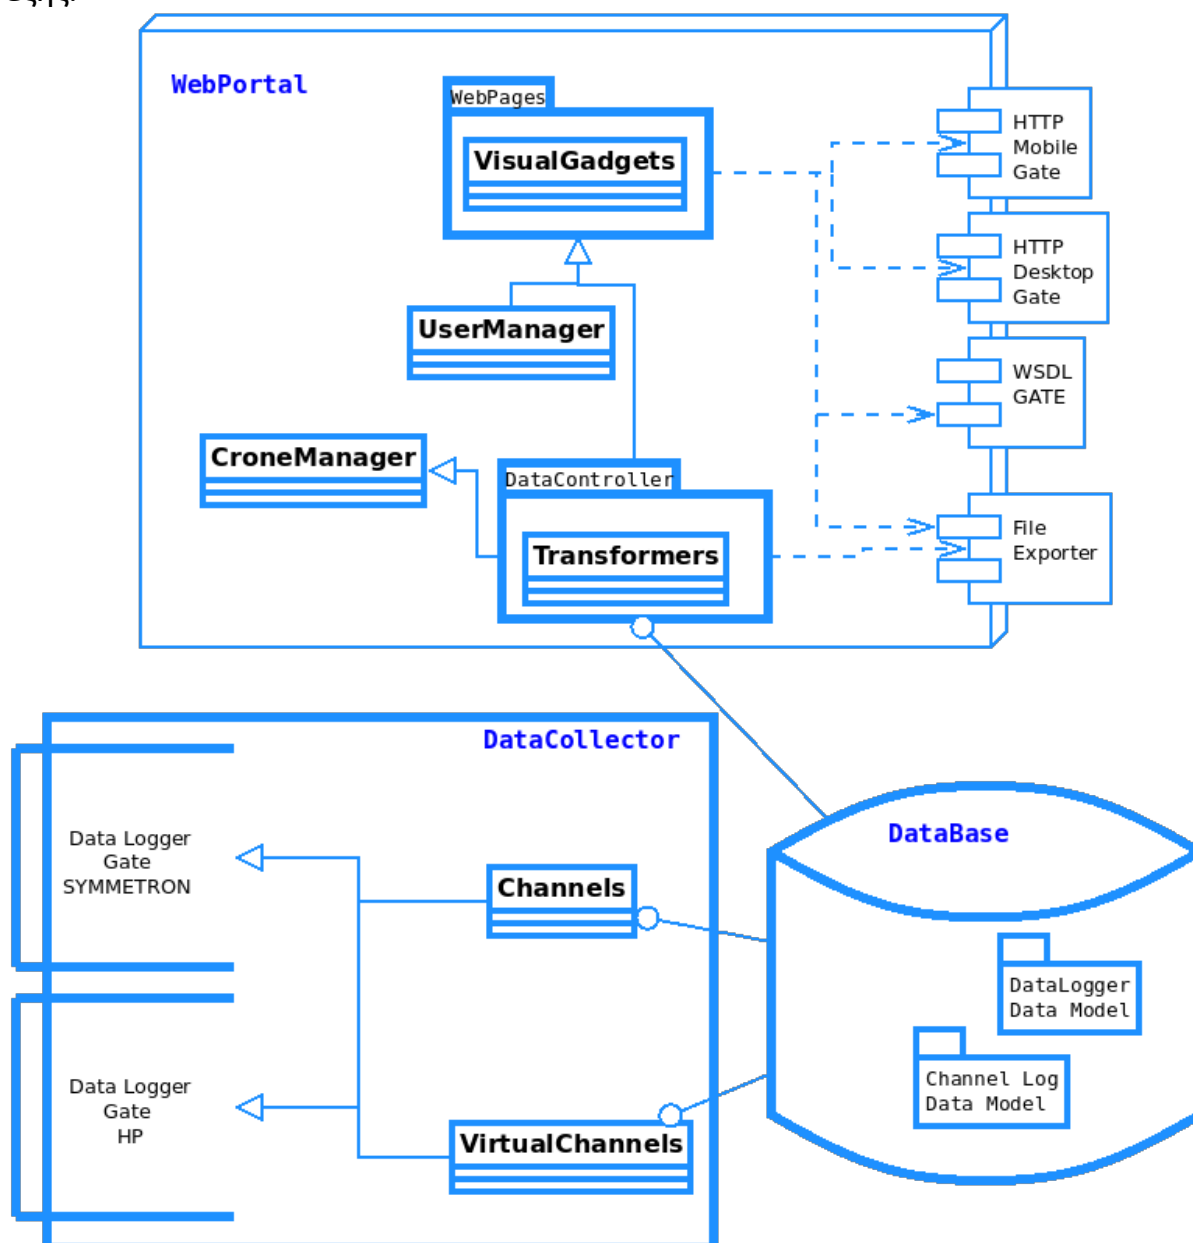 WebPortal
WebPages
VisualGadgets
HTTP
Mobile
Gate
HTTP
Desktop
Gate
UserManager
WSDL
GATE
CroneManager
DataController
Transformers
File
Exporter
DataCollector
Data Logger
Gate
SYMMETRON
Channels
DataBase
DataLogger
Data Model
Channel Log
Data Model
Data Logger
Gate
HP
VirtualChannels